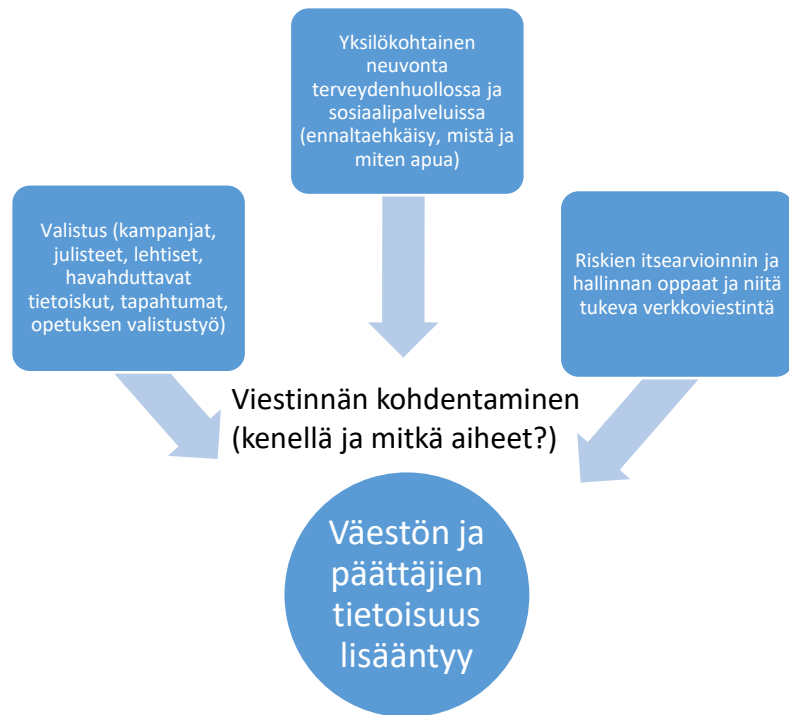 Yksilökohtainen
neuvonta
terveydenhuollossa ja
sosiaalipalveluissa
(ennaltaehkäisy, mistä ja
miten apua)
Valistus (kampanjat,
julisteet, lehtiset,
havahduttavat
tietoiskut, tapahtumat,
opetuksen valistustyö)
Riskien itsearvioinnin ja
hallinnan oppaat ja niitä
tukeva verkkoviestintä
Viestinnän kohdentaminen
(kenellä ja mitkä aiheet?)
Väestön ja
päättäjien
tietoisuus
lisääntyy